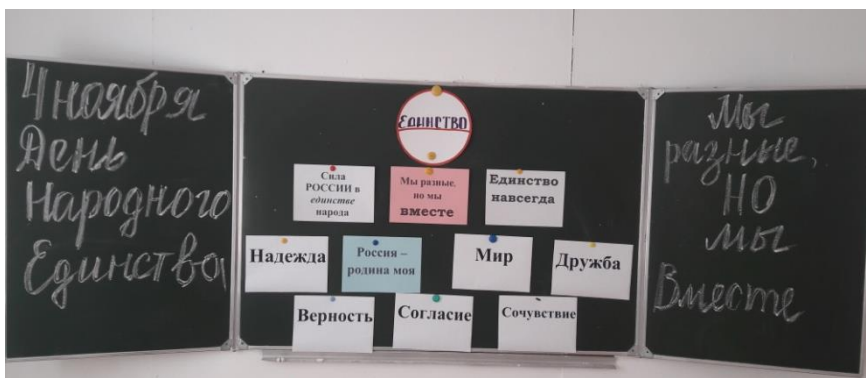 4 ноября
День
Народного
Единства
ЕДИНСТВО
Сила
РОССИИ в
единстве
народа
Мы разные,
но мы
вместе
Единство
навсегда
Надежда
Россия –
родина моя
Мир
Дружба
Верность
Согласие
Сочувствие
Мы
разные,
НО
мы
Вместе